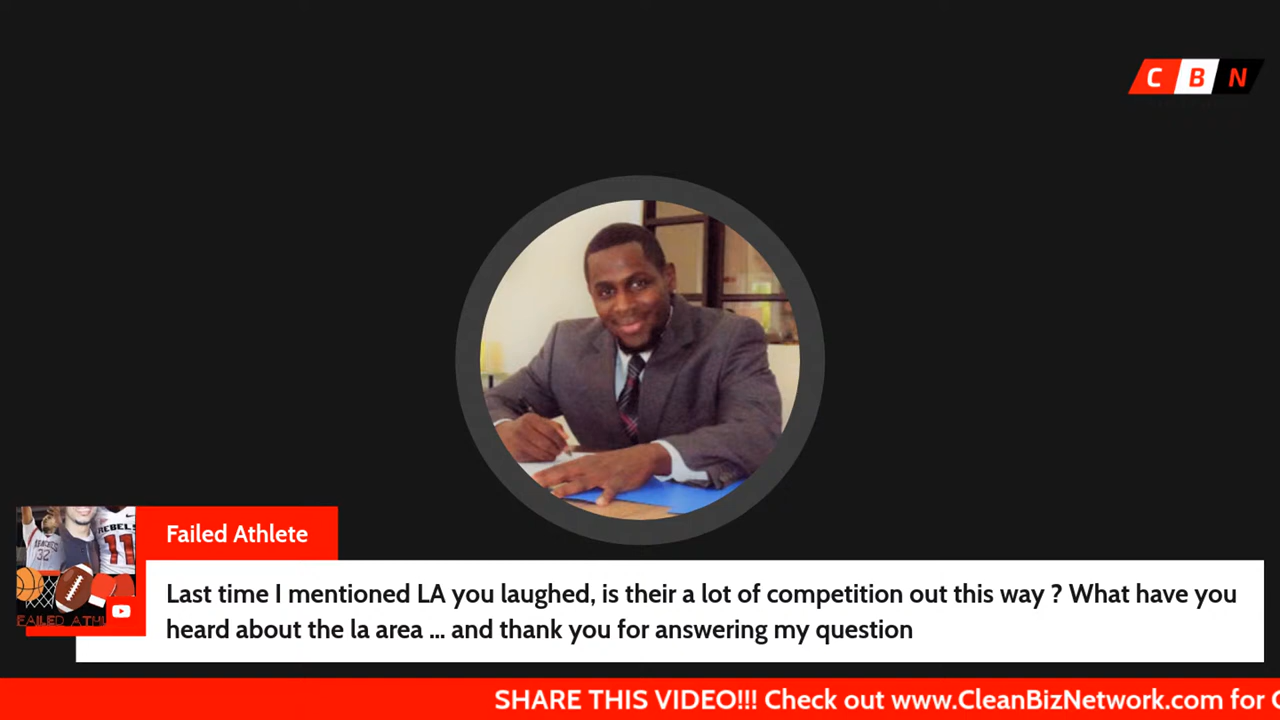 C B N
REBELS
32
11
FAILED ATHL
Failed Athlete
Last time I mentioned LA you laughed, is their a lot of competition out this way ? What have you
heard about the la area ... and thank you for answering my question
SHARE THIS VIDEO!!! Check out www.CleanBizNetwork.com for